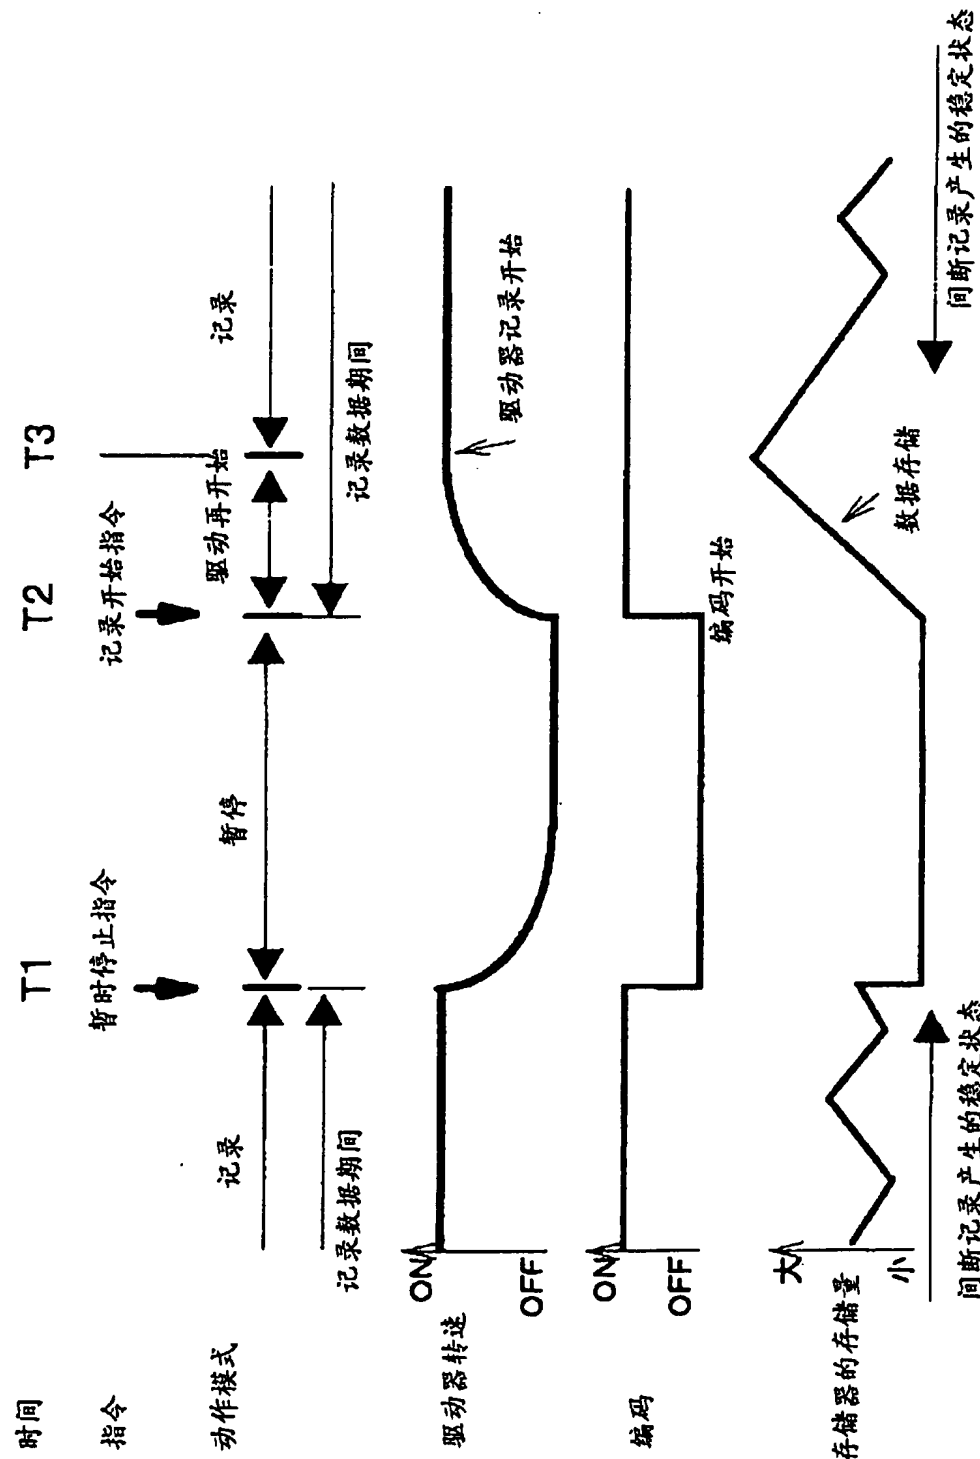 时间
T1
T2
T3
指令
暂时停止指令
记录开始指令
动作模式
记录
暂停
驱动再开始
记录
记录数据期间
记录数据期间
驱动器转速
ON
OFF
驱动器记录开始
编码
ON
OFF
编码开始
存储器的存储量
大
小
数据存储
间断记录产生的稳定状态
间断记录产生的稳定状态